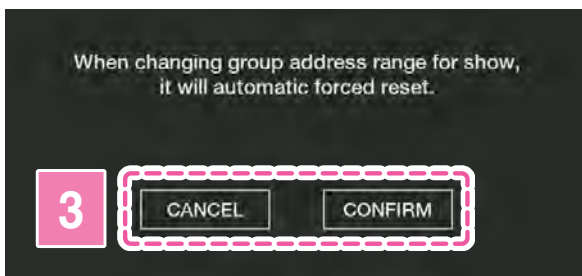 When changing group address range for show,
it will automatic forced reset.
3
CANCEL CONFIRM